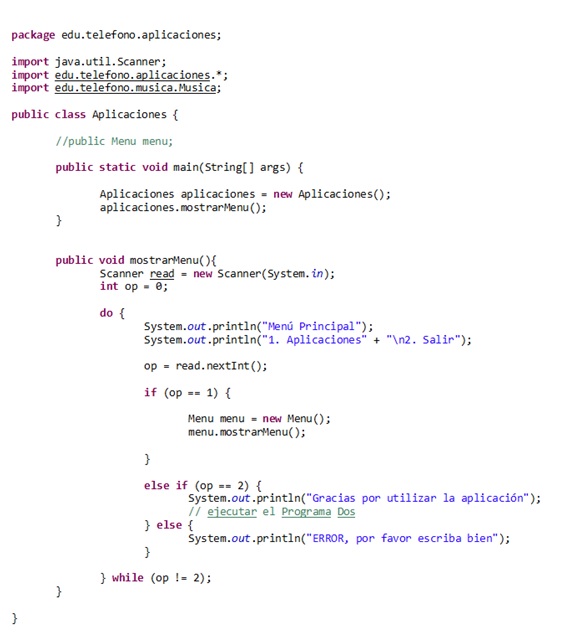 package edu.telefono.aplicaciones;
import java.util.Scanner;
import edu.telefono.aplicaciones.*;
import edu.telefono.musica.Musica;
public class Aplicaciones {
//public Menu menu;
public static void main(String[] args) {
Aplicaciones aplicaciones = new Aplicaciones();
aplicaciones.mostrarMenu();
}
public void mostrarMenu(){
Scanner read = new Scanner(System.in);
int op = 0;
do {
System.out.println("Menú Principal");
System.out.println("1. Aplicaciones" + "\n2. Salir");
op = read.nextInt();
if (op == 1) {
Menu menu = new Menu();
menu.mostrarMenu();
}
else if (op == 2) {
System.out.println("Gracias por utilizar la aplicación");
// ejecutar el Programa Dos
} else {
System.out.println("ERROR, por favor escriba bien");
}
} while (op != 2);
}
}